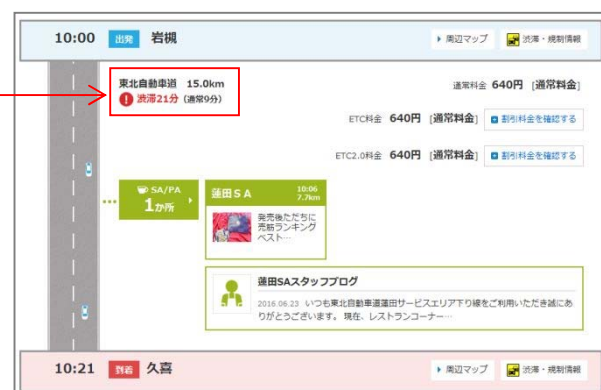 10:00 出発 岩槻 周辺マップ 渋滞・規制情報
東北自動車道 15.0km 通常料金 640円 [通常料金]
渋滞21分 (通常9分)
ETC料金 640円 [通常料金] 割引料金を確認する
ETC2.0料金 640円 [通常料金] 割引料金を確認する
SA/PA
1か所
蓮田SA 10:06
7.7km
発売後ただちに
売筋ランキング
ベスト…
蓮田SAスタッフブログ
2016.06.23 いつも東北自動車道蓮田サービスエリア下り線をご利用いただき誠にあ
りがとうございます。現在、レストランコーナー…
10:21 到着 久喜 周辺マップ 渋滞・規制情報